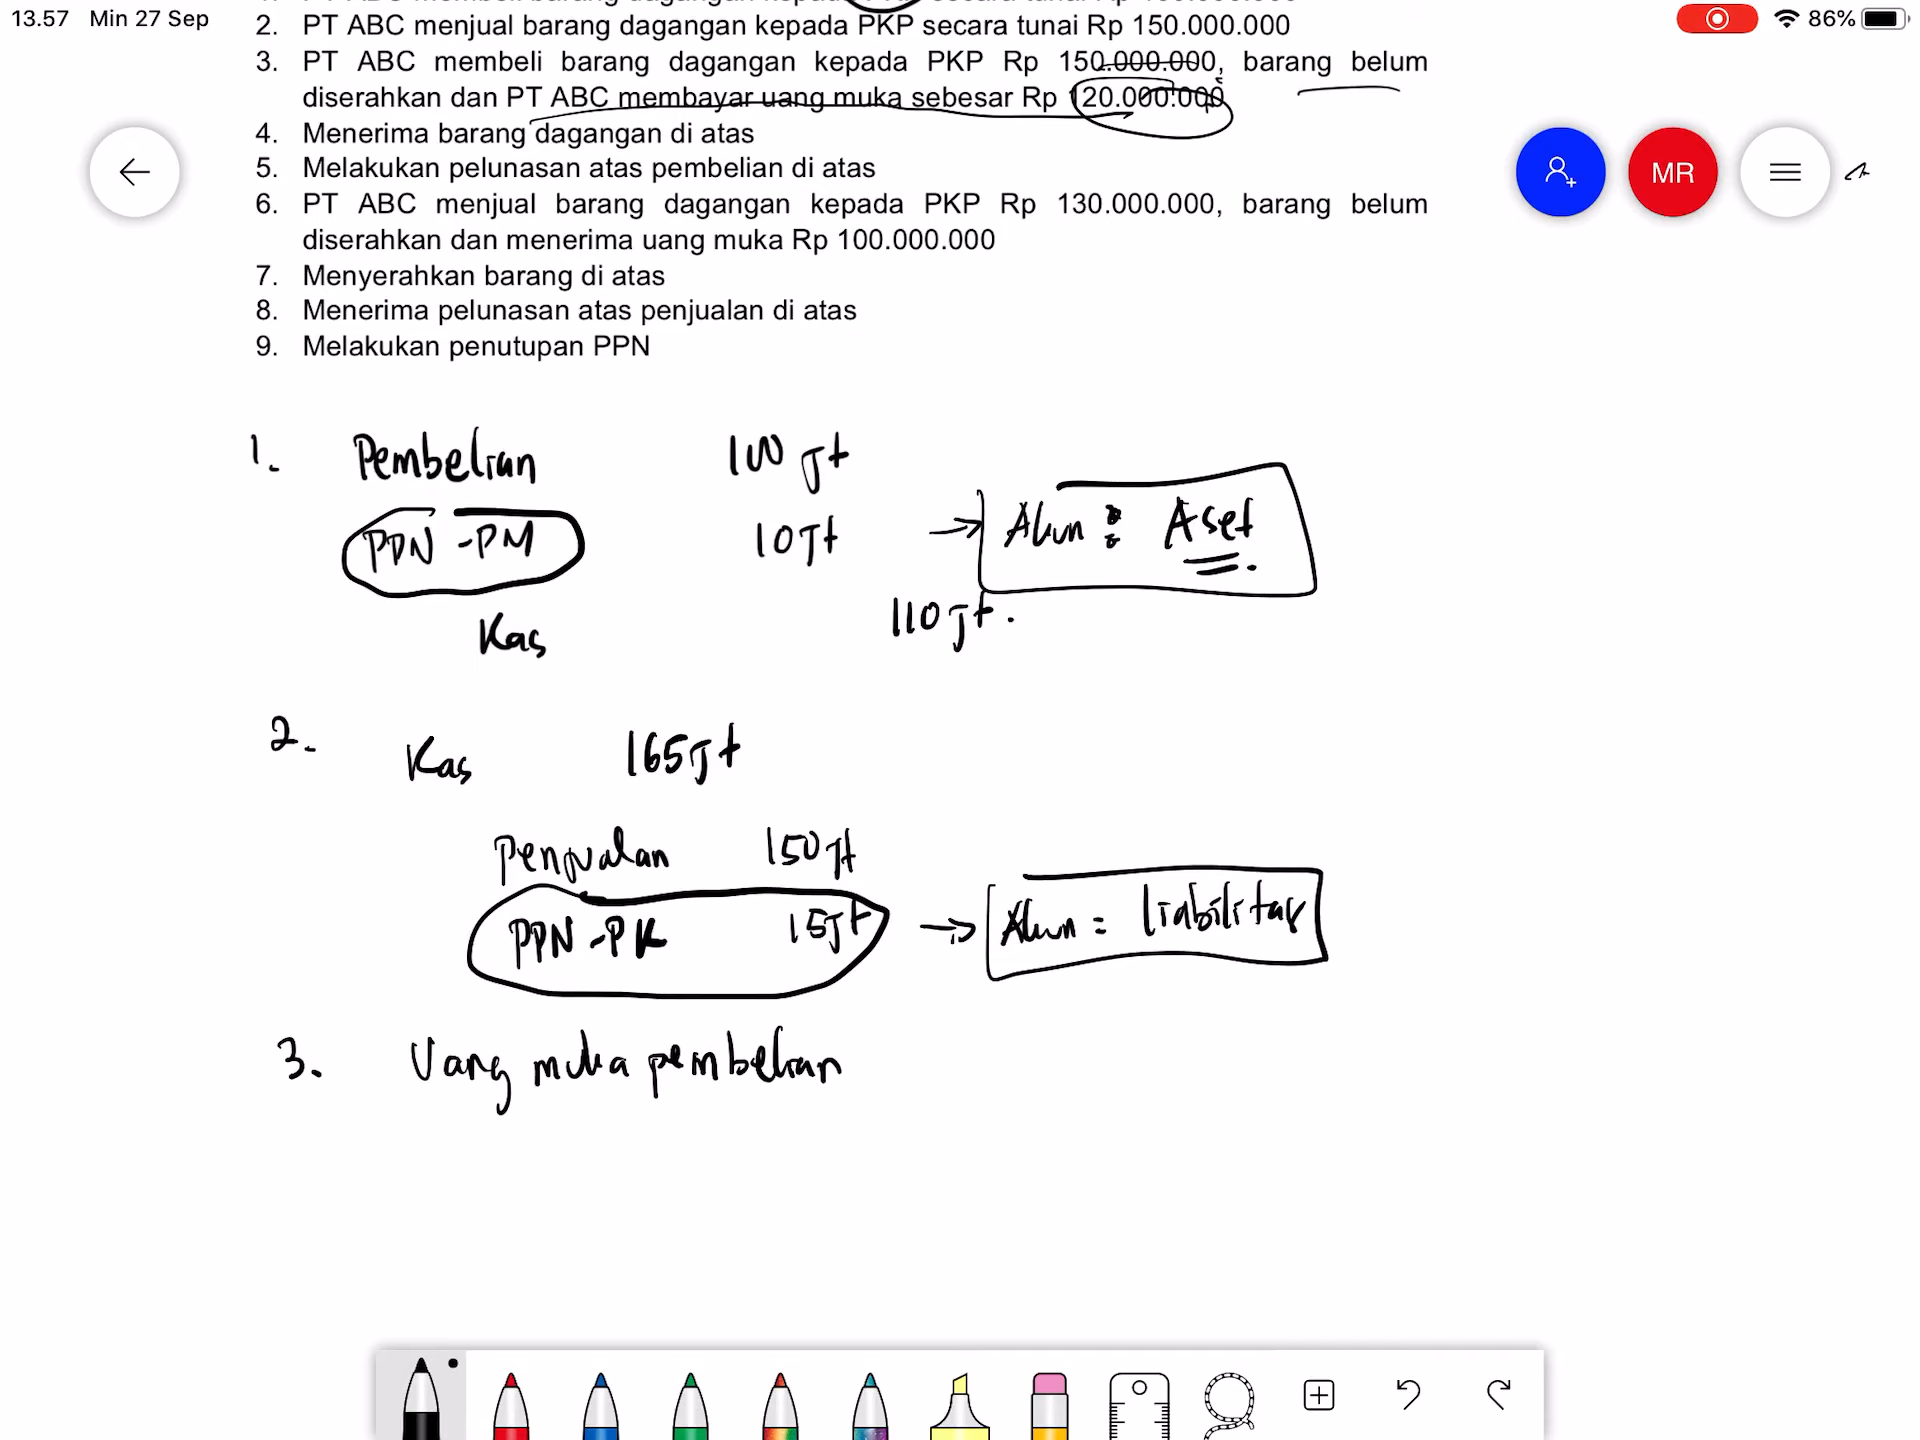 13.57 Min 27 Sep
86%
2. PT ABC menjual barang dagangan kepada PKP secara tunai Rp 150.000.000
3. PT ABC membeli barang dagangan kepada PKP Rp 150.000.000, barang belum
diserahkan dan PT ABC membayar uang muka sebesar Rp 120.000.000
4. Menerima barang dagangan di atas
5. Melakukan pelunasan atas pembelian di atas
6. PT ABC menjual barang dagangan kepada PKP Rp 130.000.000, barang belum
diserahkan dan menerima uang muka Rp 100.000.000
7. Menyerahkan barang di atas
8. Menerima pelunasan atas penjualan di atas
9. Melakukan penutupan PPN
MR
1. Pembelian 100 jt
PPN - PM 10 jt → Akun : Aset
Kas 110 jt.
2. Kas 165 jt
Penjualan 150 jt
PPN - PK 15 jt → Akun = liabilitas
3. Uang muka pembelian